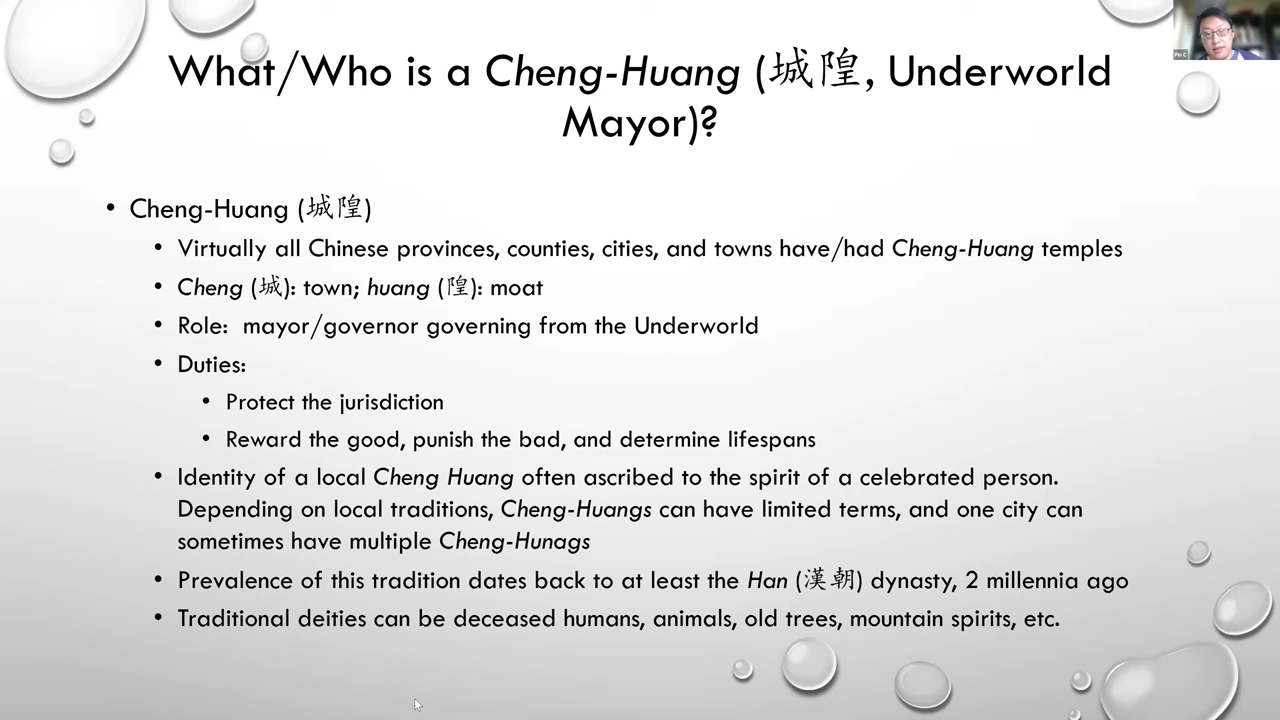 What/Who is a Cheng-Huang (城隍, Underworld
Mayor)?
• Cheng-Huang (城隍)
• Virtually all Chinese provinces, counties, cities, and towns have/had Cheng-Huang temples
• Cheng (城): town; huang (隍): moat
• Role: mayor/governor governing from the Underworld
• Duties:
• Protect the jurisdiction
• Reward the good, punish the bad, and determine lifespans
• Identity of a local Cheng Huang often ascribed to the spirit of a celebrated person.
Depending on local traditions, Cheng-Huangs can have limited terms, and one city can
sometimes have multiple Cheng-Hunags
• Prevalence of this tradition dates back to at least the Han (漢朝) dynasty, 2 millennia ago
• Traditional deities can be deceased humans, animals, old trees, mountain spirits, etc.